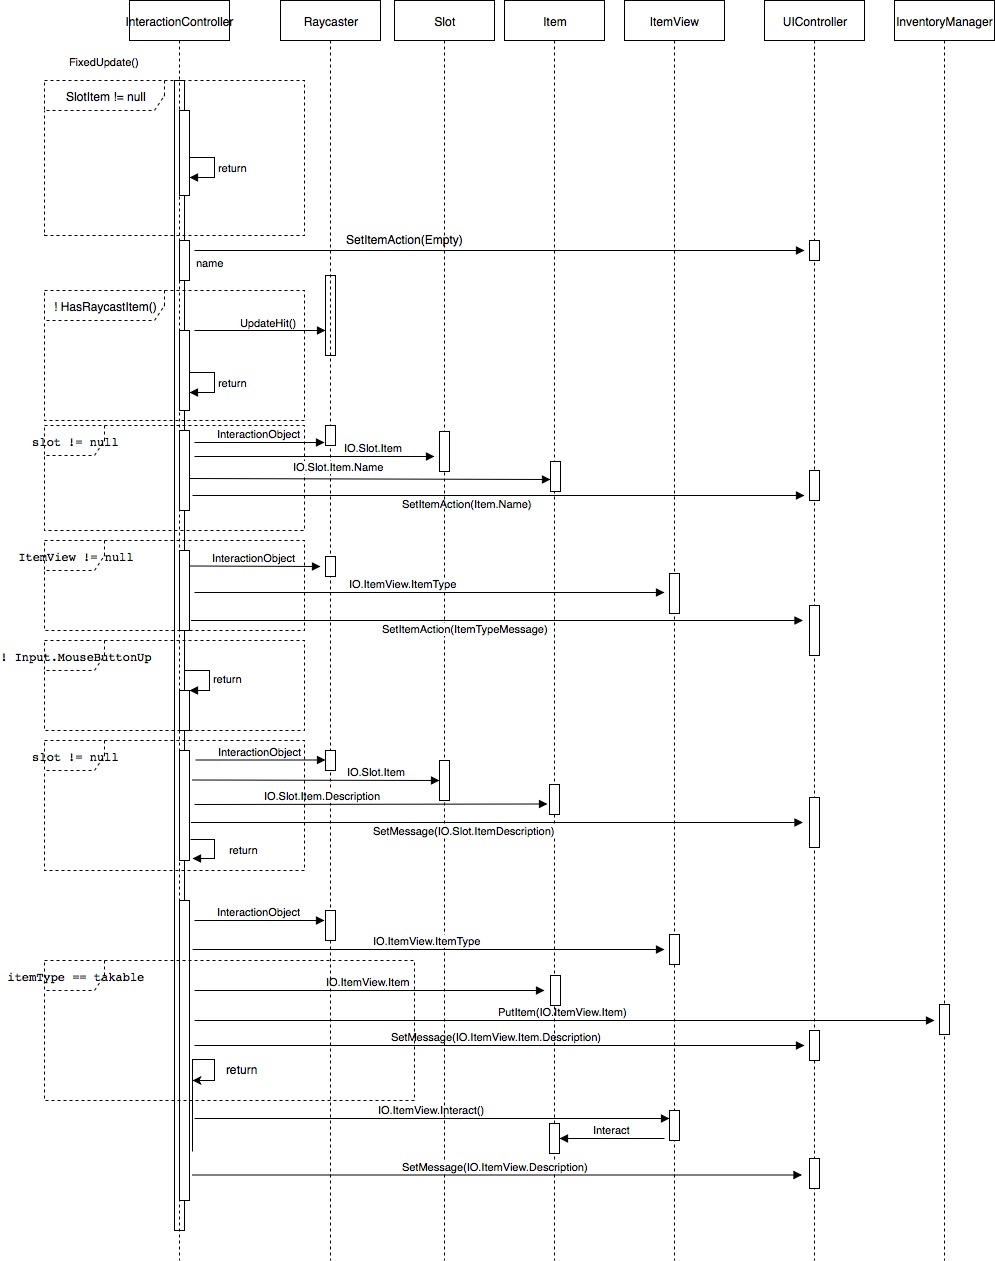 InteractionController
Raycaster
Slot
Item
ItemView
UIController
InventoryManager
FixedUpdate()
SlotItem != null
return
SetItemAction(Empty)
name
! HasRaycastItem()
UpdateHit()
return
slot != null
InteractionObject
IO.Slot.Item
IO.Slot.Item.Name
SetItemAction(Item.Name)
ItemView != null
InteractionObject
IO.ItemView.ItemType
SetItemAction(ItemTypeMessage)
! Input.MouseButtonUp
return
slot != null
InteractionObject
IO.Slot.Item
IO.Slot.Item.Description
SetMessage(IO.Slot.ItemDescription)
return
InteractionObject
IO.ItemView.ItemType
itemType == takable
IO.ItemView.Item
PutItem(IO.ItemView.Item)
SetMessage(IO.ItemView.Item.Description)
return
IO.ItemView.Interact()
Interact
SetMessage(IO.ItemView.Description)